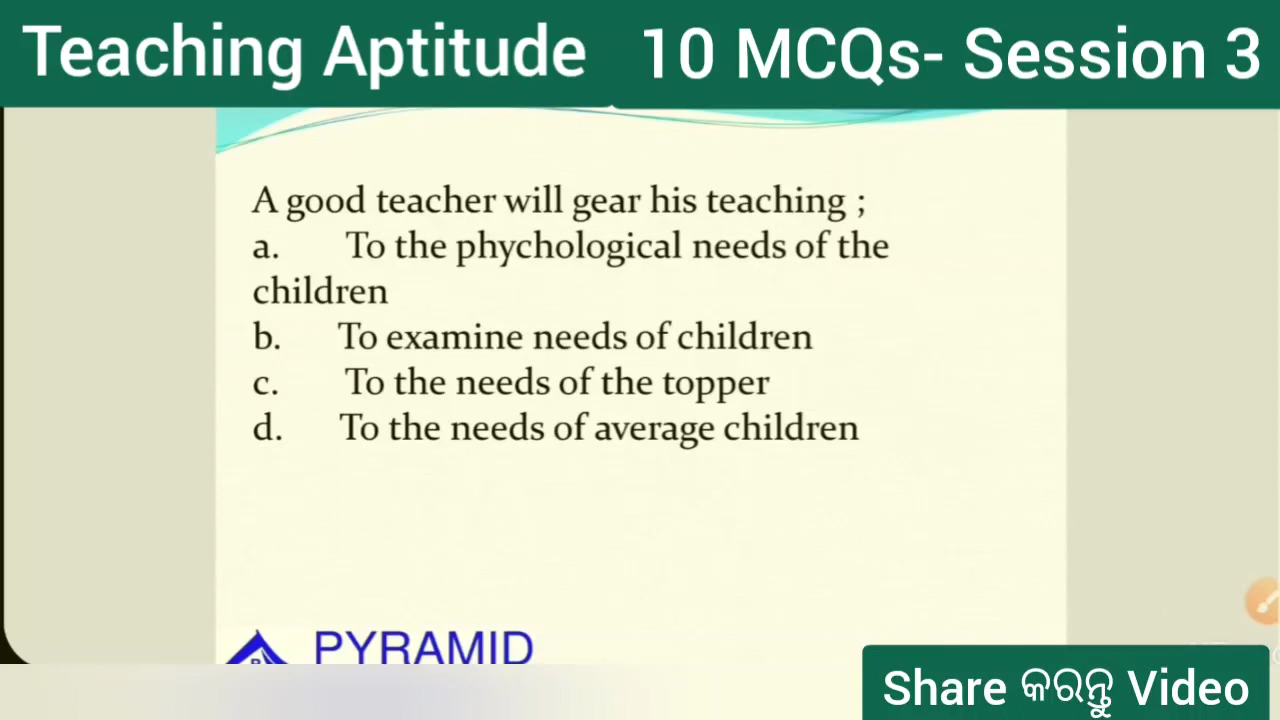 Teaching Aptitude 10 MCQs- Session 3
A good teacher will gear his teaching ;
a. To the phychological needs of the
children
b. To examine needs of children
c. To the needs of the topper
d. To the needs of average children
PYRAMID
Share କରନ୍ତୁ Video